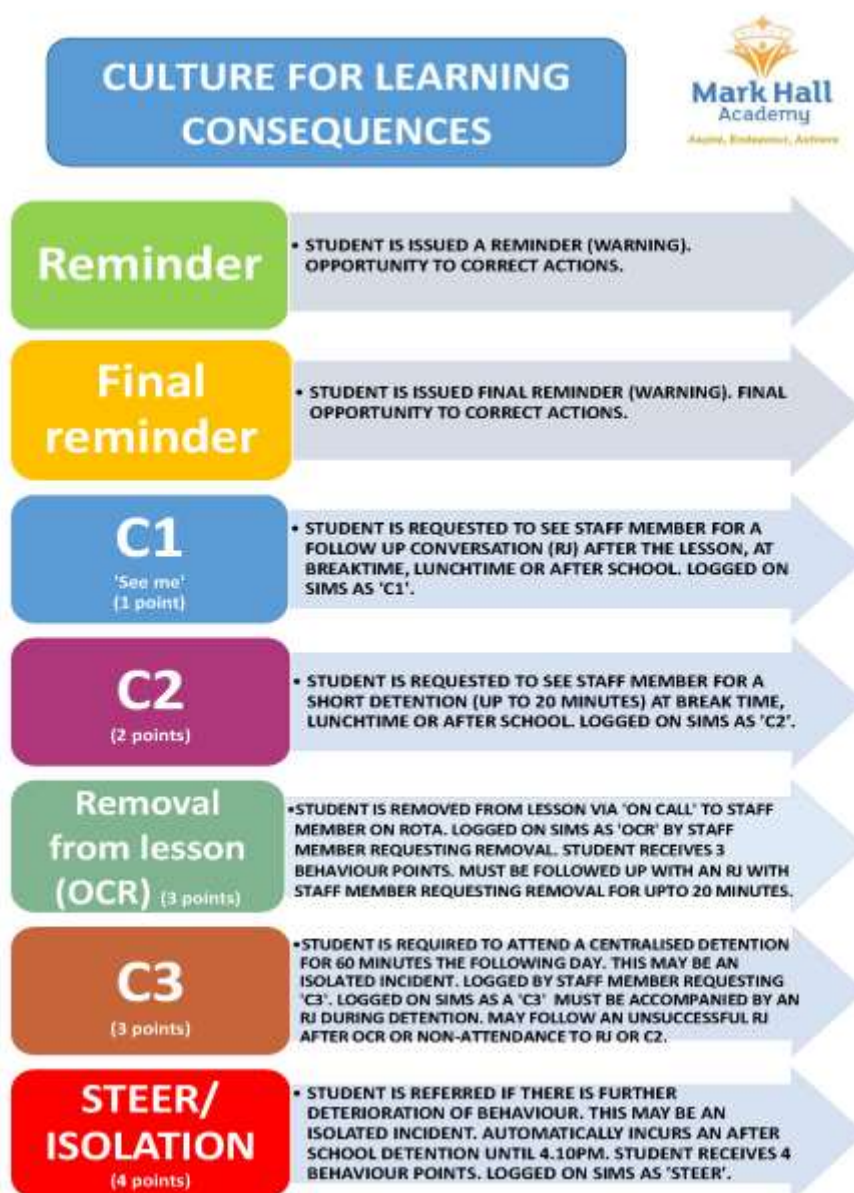 CULTURE FOR LEARNING
CONSEQUENCES
Mark Hall
Academy
Aspire, Endeavour, Achieve
Reminder
• STUDENT IS ISSUED A REMINDER (WARNING).
OPPORTUNITY TO CORRECT ACTIONS.
Final
reminder
• STUDENT IS ISSUED FINAL REMINDER (WARNING). FINAL
OPPORTUNITY TO CORRECT ACTIONS.
C1
'See me'
(1 point)
• STUDENT IS REQUESTED TO SEE STAFF MEMBER FOR A
FOLLOW UP CONVERSATION (RJ) AFTER THE LESSON, AT
BREAKTIME, LUNCHTIME OR AFTER SCHOOL. LOGGED ON
SIMS AS 'C1'.
C2
(2 points)
• STUDENT IS REQUESTED TO SEE STAFF MEMBER FOR A
SHORT DETENTION (UP TO 20 MINUTES) AT BREAK TIME,
LUNCHTIME OR AFTER SCHOOL. LOGGED ON SIMS AS 'C2'.
Removal
from lesson
(OCR) (3 points)
•STUDENT IS REMOVED FROM LESSON VIA 'ON CALL' TO STAFF
MEMBER ON ROTA. LOGGED ON SIMS AS 'OCR' BY STAFF
MEMBER REQUESTING REMOVAL. STUDENT RECEIVES 3
BEHAVIOUR POINTS. MUST BE FOLLOWED UP WITH AN RJ WITH
STAFF MEMBER REQUESTING REMOVAL FOR UPTO 20 MINUTES.
C3
(3 points)
•STUDENT IS REQUIRED TO ATTEND A CENTRALISED DETENTION
FOR 60 MINUTES THE FOLLOWING DAY. THIS MAY BE AN
ISOLATED INCIDENT. LOGGED BY STAFF MEMBER REQUESTING
'C3'. LOGGED ON SIMS AS A 'C3' MUST BE ACCOMPANIED BY AN
RJ DURING DETENTION. MAY FOLLOW AN UNSUCCESSFUL RJ
AFTER OCR OR NON-ATTENDANCE TO RJ OR C2.
STEER/
ISOLATION
(4 points)
• STUDENT IS REFERRED IF THERE IS FURTHER
DETERIORATION OF BEHAVIOUR. THIS MAY BE AN
ISOLATED INCIDENT. AUTOMATICALLY INCURS AN AFTER
SCHOOL DETENTION UNTIL 4.10PM. STUDENT RECEIVES 4
BEHAVIOUR POINTS. LOGGED ON SIMS AS 'STEER'.